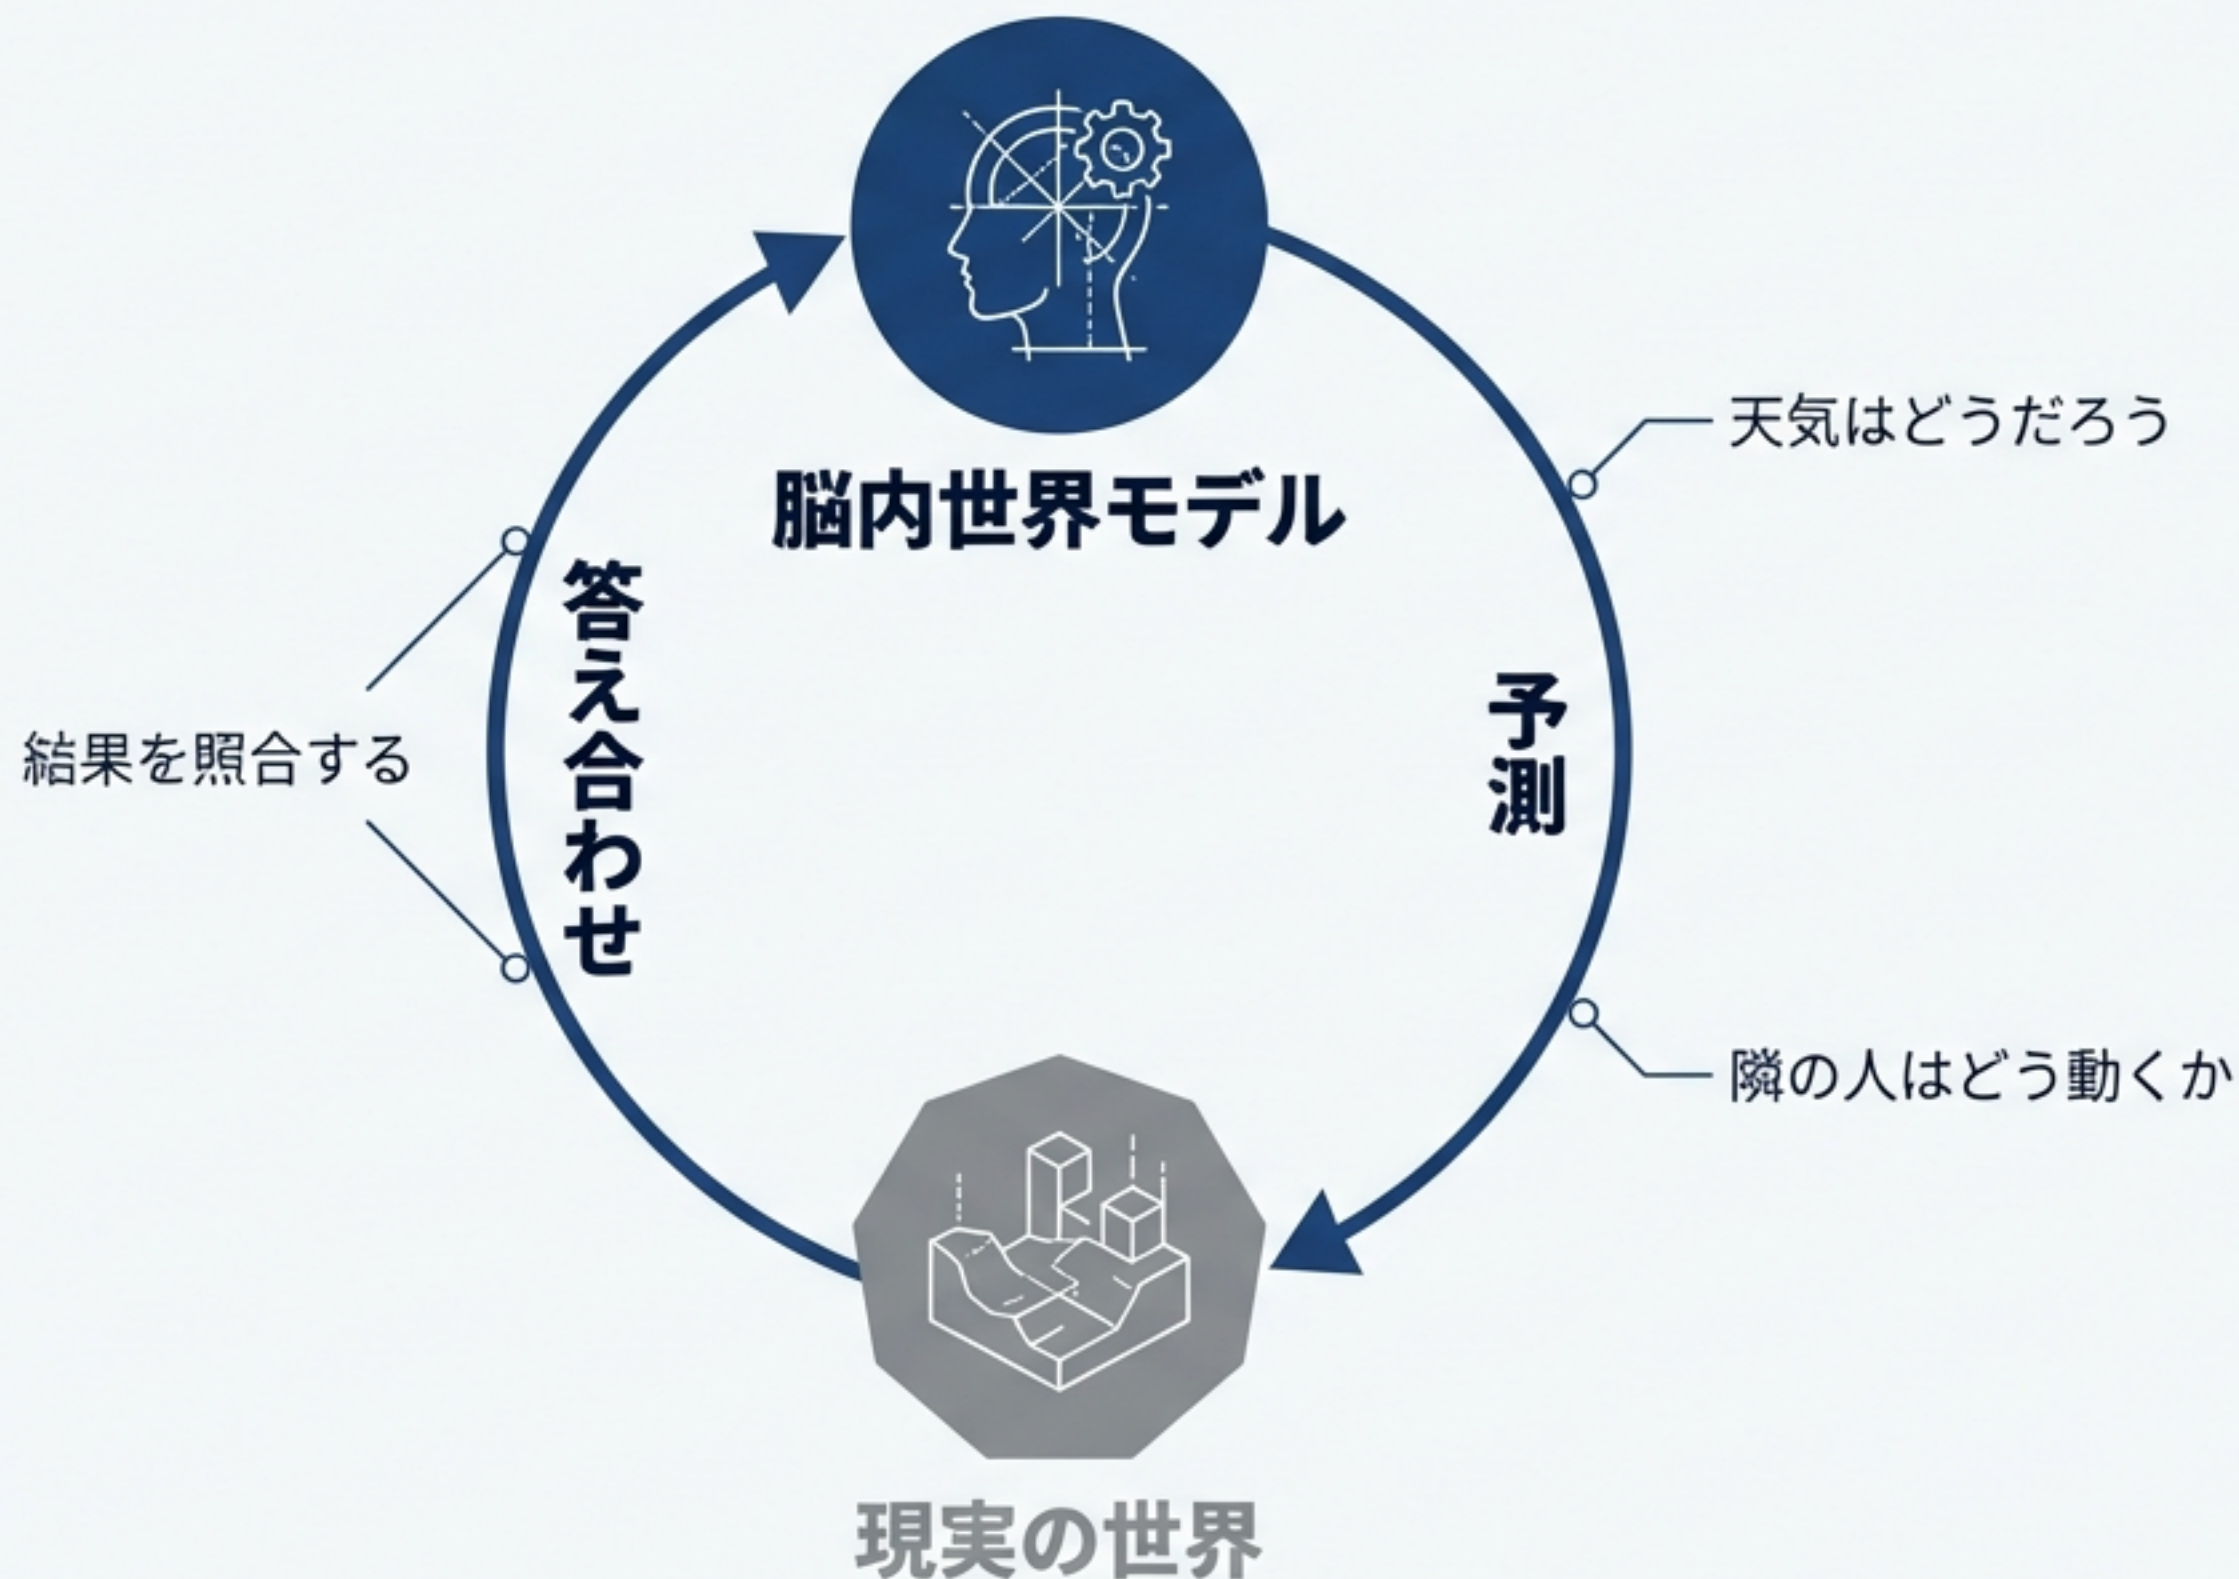 脳内世界モデル
天気はどうだろう
予測
隣の人はどう動くか
現実の世界
答え合わせ
結果を照合する